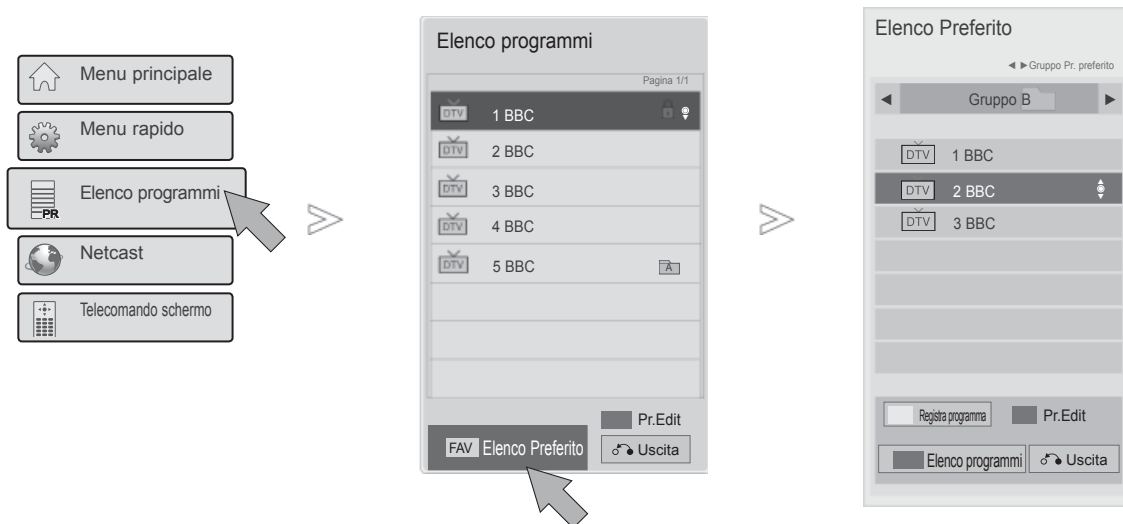 Menu principale
Menu rapido
PR
Elenco programmi
Netcast
Telecomando schermo
Elenco programmi
Pagina 1/1
DTV 1 BBC
DTV 2 BBC
DTV 3 BBC
DTV 4 BBC
DTV 5 BBC A
Pr.Edit
FAV Elenco Preferito
Uscita
Elenco Preferito
◄ ►Gruppo Pr. preferito
◄ Gruppo B ►
DTV 1 BBC
DTV 2 BBC
DTV 3 BBC
Registra programma Pr.Edit
Elenco programmi Uscita